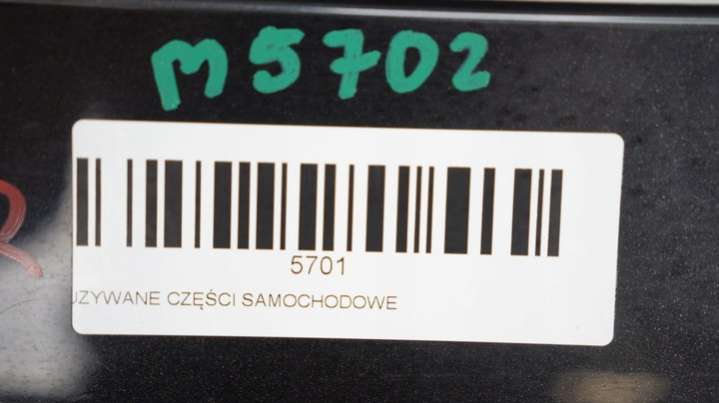 M5702
R
5701
UZYWANE CZĘŚCI SAMOCHODOWE